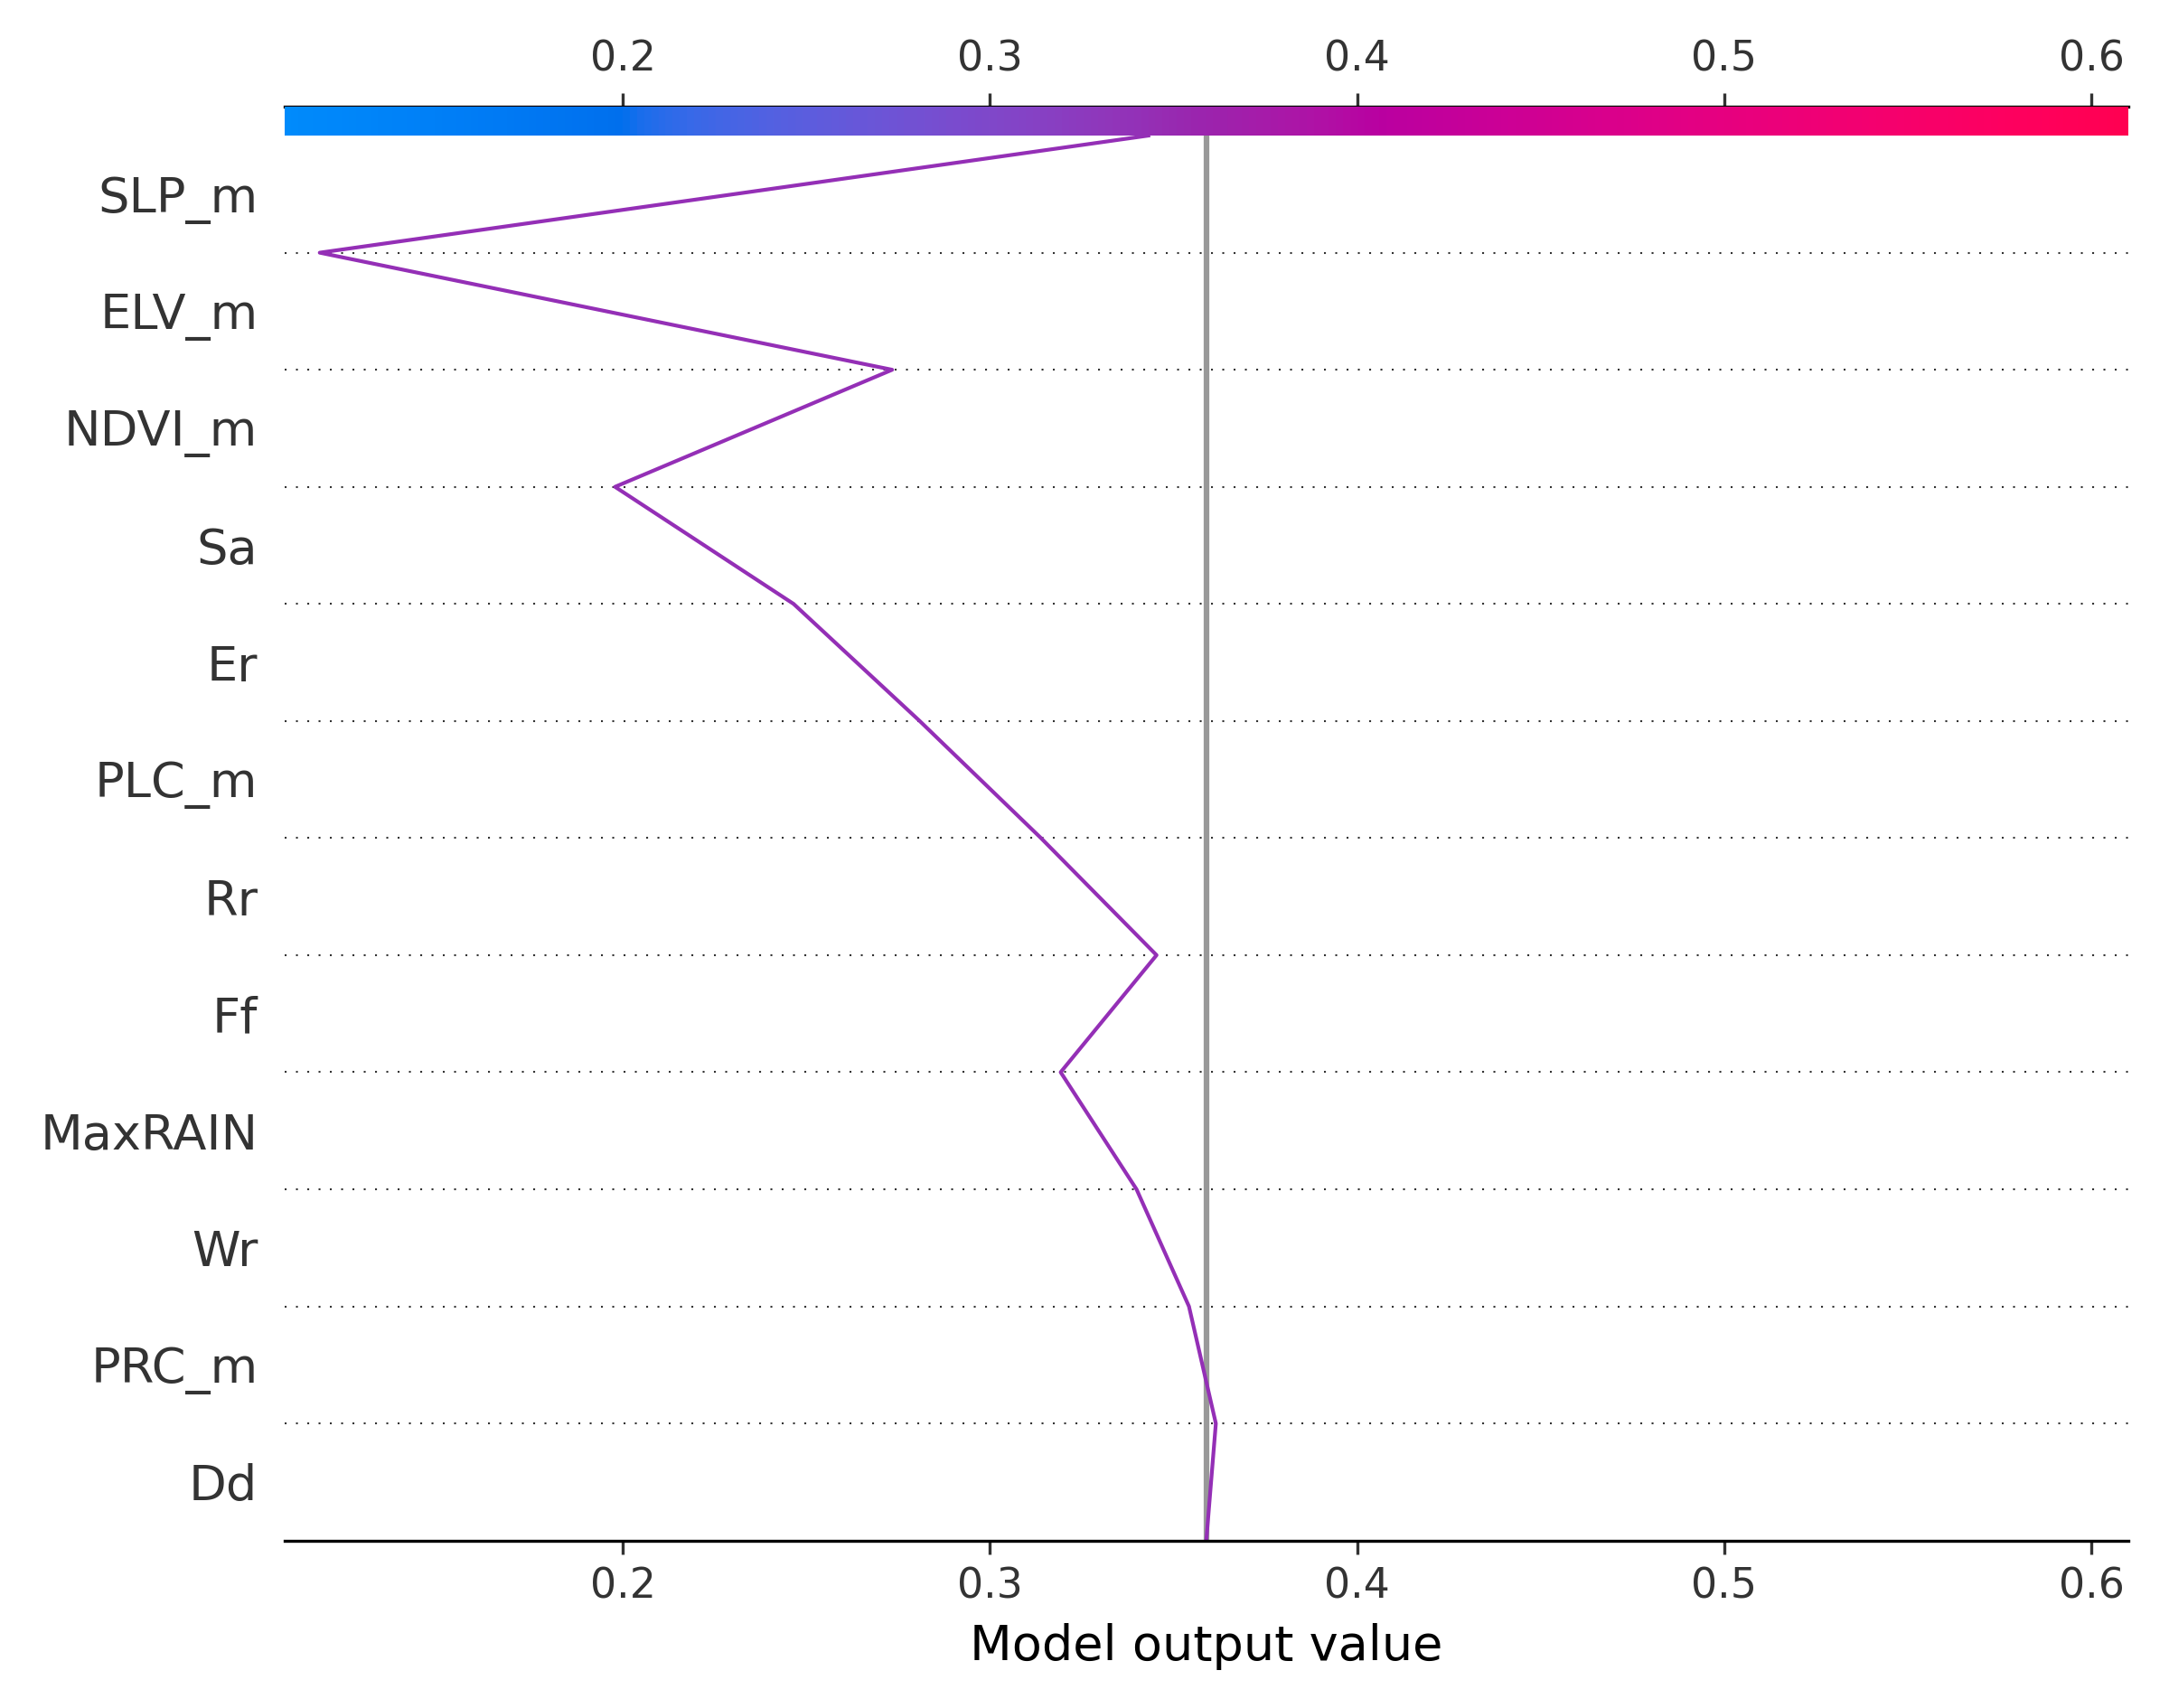 0.2 0.3 0.4 0.5 0.6
SLP_m
ELV_m
NDVI_m
Sa
Er
PLC_m
Rr
Ff
MaxRAIN
Wr
PRC_m
Dd
0.2 0.3 0.4 0.5 0.6
Model output value